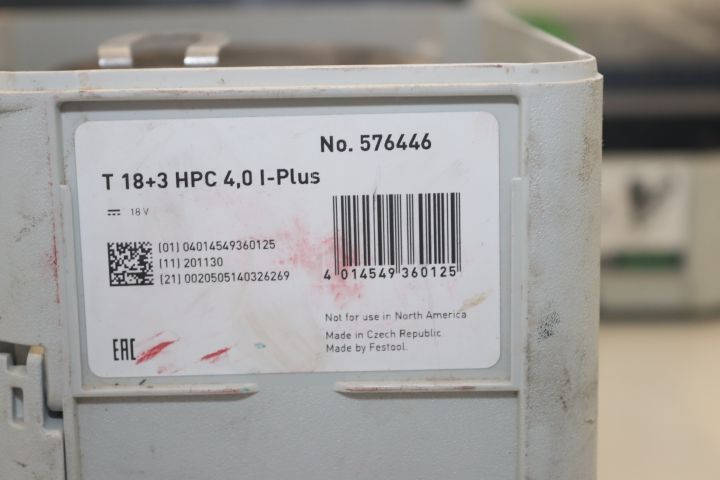 No. 576446
T 18+3 HPC 4,0 I-Plus
18 V
(01) 04014549360125
(11) 201130
(21) 0020505140326269
4 014549 360125
Not for use in North America
Made in Czech Republic.
Made by Festool.
EAC